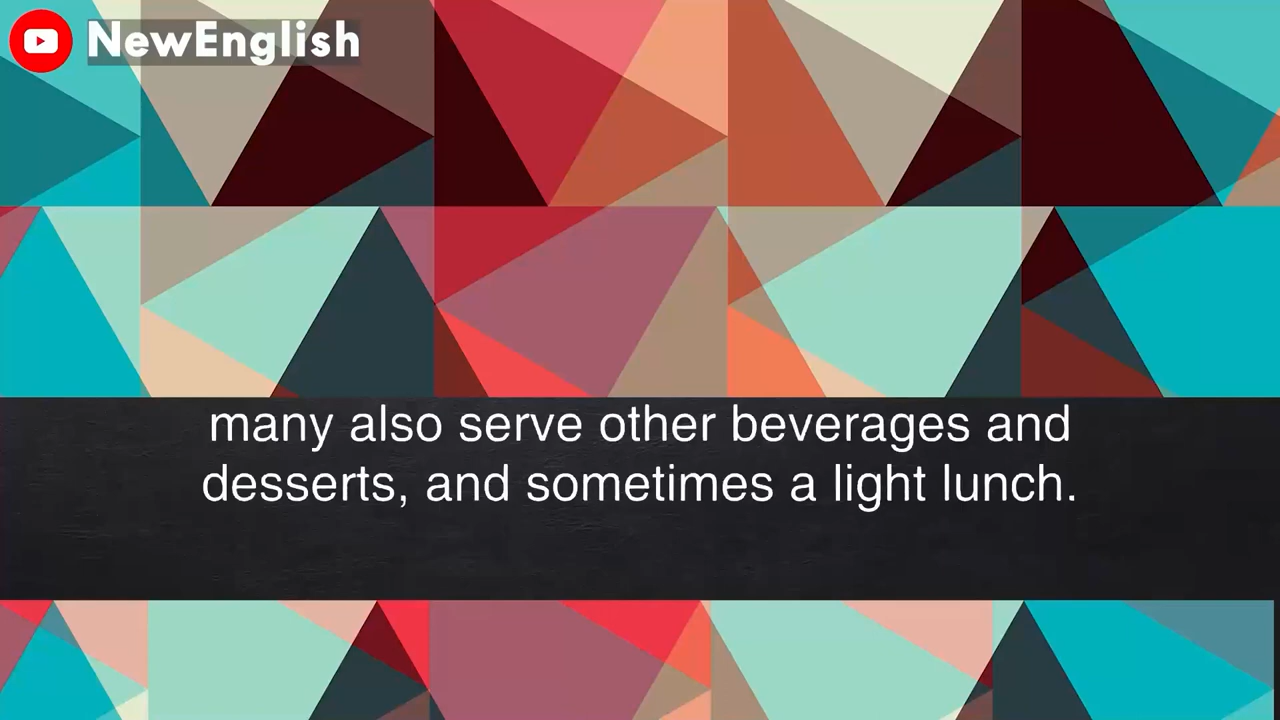 NewEnglish
many also serve other beverages and
desserts, and sometimes a light lunch.